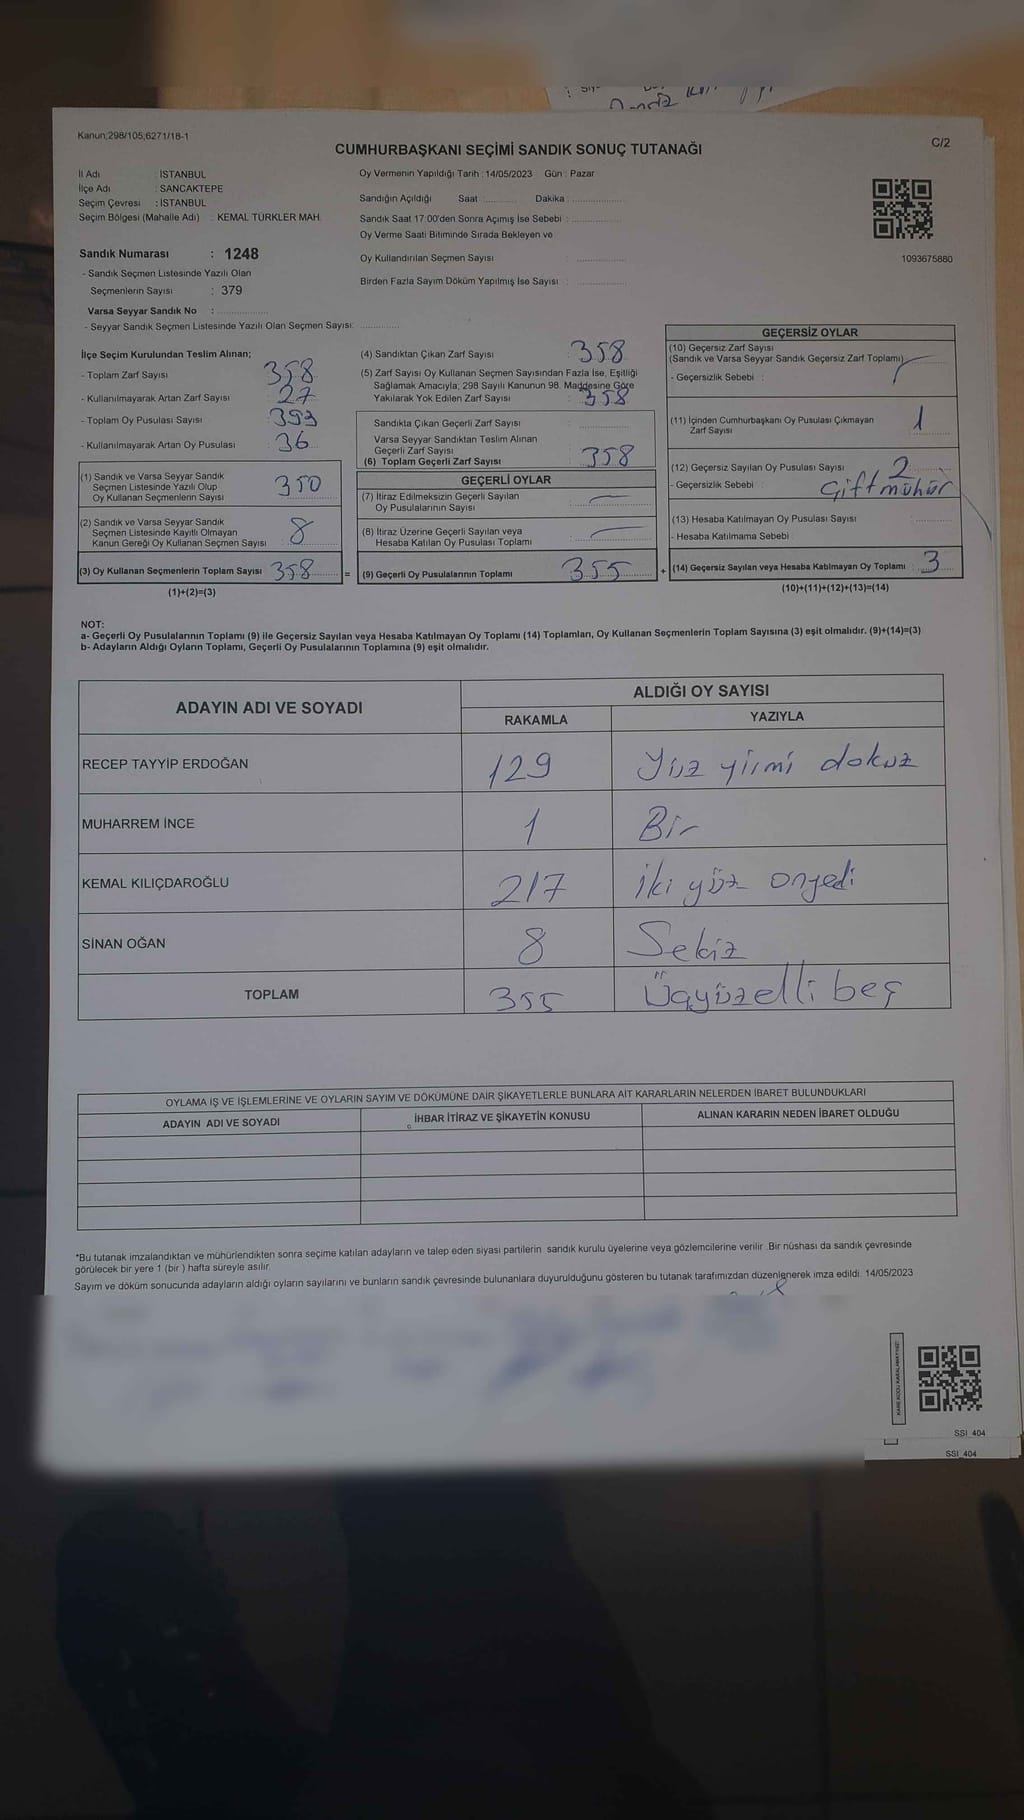 Kanun;298/105;6271/18-1
C/2
CUMHURBAŞKANI SEÇİMİ SANDIK SONUÇ TUTANAĞI
İl Adı : İSTANBUL
İlçe Adı : SANCAKTEPE
Seçim Çevresi : İSTANBUL
Seçim Bölgesi (Mahalle Adı) : KEMAL TÜRKLER MAH.
Sandık Numarası : 1248
- Sandık Seçmen Listesinde Yazılı Olan
Seçmenlerin Sayısı : 379
Varsa Seyyar Sandık No :
- Seyyar Sandık Seçmen Listesinde Yazılı Olan Seçmen Sayısı:
Oy Vermenin Yapıldığı Tarih : 14/05/2023 Gün : Pazar
Sandığın Açıldığı Saat Dakika :
Sandık Saat 17:00'den Sonra Açımış İse Sebebi :
Oy Verme Saati Bitiminde Sırada Bekleyen ve
Oy Kullandırılan Seçmen Sayısı :
Birden Fazla Sayım Döküm Yapılmış İse Sayısı :
1093675880
İlçe Seçim Kurulundan Teslim Alınan;
- Toplam Zarf Sayısı 358
- Kullanılmayarak Artan Zarf Sayısı 27
- Toplam Oy Pusulası Sayısı 393
- Kullanılmayarak Artan Oy Pusulası 36
(1) Sandık ve Varsa Seyyar Sandık
Seçmen Listesinde Yazılı Olup
Oy Kullanan Seçmenlerin Sayısı 350
(2) Sandık ve Varsa Seyyar Sandık
Seçmen Listesinde Kayıtlı Olmayan
Kanun Gereği Oy Kullanan Seçmen Sayısı 8
(3) Oy Kullanan Seçmenlerin Toplam Sayısı 358
(1)+(2)=(3)
(4) Sandıktan Çıkan Zarf Sayısı : 358
(5) Zarf Sayısı Oy Kullanan Seçmen Sayısından Fazla İse, Eşitliği
Sağlamak Amacıyla; 298 Sayılı Kanunun 98. Maddesine Göre
Yakılarak Yok Edilen Zarf Sayısı : 358
Sandıkta Çıkan Geçerli Zarf Sayısı :
Varsa Seyyar Sandıktan Teslim Alınan
Geçerli Zarf Sayısı :
(6) Toplam Geçerli Zarf Sayısı : 358
GEÇERLİ OYLAR
(7) İtiraz Edilmeksizin Geçerli Sayılan
Oy Pusulalarının Sayısı
(8) İtiraz Üzerine Geçerli Sayılan veya
Hesaba Katılan Oy Pusulası Toplamı
= (9) Geçerli Oy Pusulalarının Toplamı 355
GEÇERSİZ OYLAR
(10) Geçersiz Zarf Sayısı
(Sandık ve Varsa Seyyar Sandık Geçersiz Zarf Toplamı)
- Geçersizlik Sebebi :
(11) İçinden Cumhurbaşkanı Oy Pusulası Çıkmayan
Zarf Sayısı 1
(12) Geçersiz Sayılan Oy Pusulası Sayısı 2
- Geçersizlik Sebebi : Çift mühür
(13) Hesaba Katılmayan Oy Pusulası Sayısı :
- Hesaba Katılmama Sebebi
+ (14) Geçersiz Sayılan veya Hesaba Katılmayan Oy Toplamı : 3
(10)+(11)+(12)+(13)=(14)
NOT:
a- Geçerli Oy Pusulalarının Toplamı (9) ile Geçersiz Sayılan veya Hesaba Katılmayan Oy Toplamı (14) Toplamları, Oy Kullanan Seçmenlerin Toplam Sayısına (3) eşit olmalıdır. (9)+(14)=(3)
b- Adayların Aldığı Oyların Toplamı, Geçerli Oy Pusulalarının Toplamına (9) eşit olmalıdır.
ADAYIN ADI VE SOYADI ALDIĞI OY SAYISI
RAKAMLA YAZIYLA
RECEP TAYYİP ERDOĞAN 129 Yüz yirmi dokuz
MUHARREM İNCE 1 Bir
KEMAL KILIÇDAROĞLU 217 iki yüz onyedi
SİNAN OĞAN 8 Sekiz
TOPLAM 355 Üçyüzelli beş
OYLAMA İŞ VE İŞLEMLERİNE VE OYLARIN SAYIM VE DÖKÜMÜNE DAİR ŞİKAYETLERLE BUNLARA AİT KARARLARIN NELERDEN İBARET BULUNDUKLARI
ADAYIN ADI VE SOYADI İHBAR İTİRAZ VE ŞİKAYETİN KONUSU ALINAN KARARIN NEDEN İBARET OLDUĞU
*Bu tutanak imzalandıktan ve mühürlendikten sonra seçime katılan adayların ve talep eden siyasi partilerin sandık kurulu üyelerine veya gözlemcilerine verilir. Bir nüshası da sandık çevresinde
görülecek bir yere 1 (bir ) hafta süreyle asılır.
Sayım ve döküm sonucunda adayların aldığı oyların sayılarını ve bunların sandık çevresinde bulunanlara duyurulduğunu gösteren bu tutanak tarafımızdan düzenlenerek imza edildi. 14/05/2023
SSI_404
SSI_404